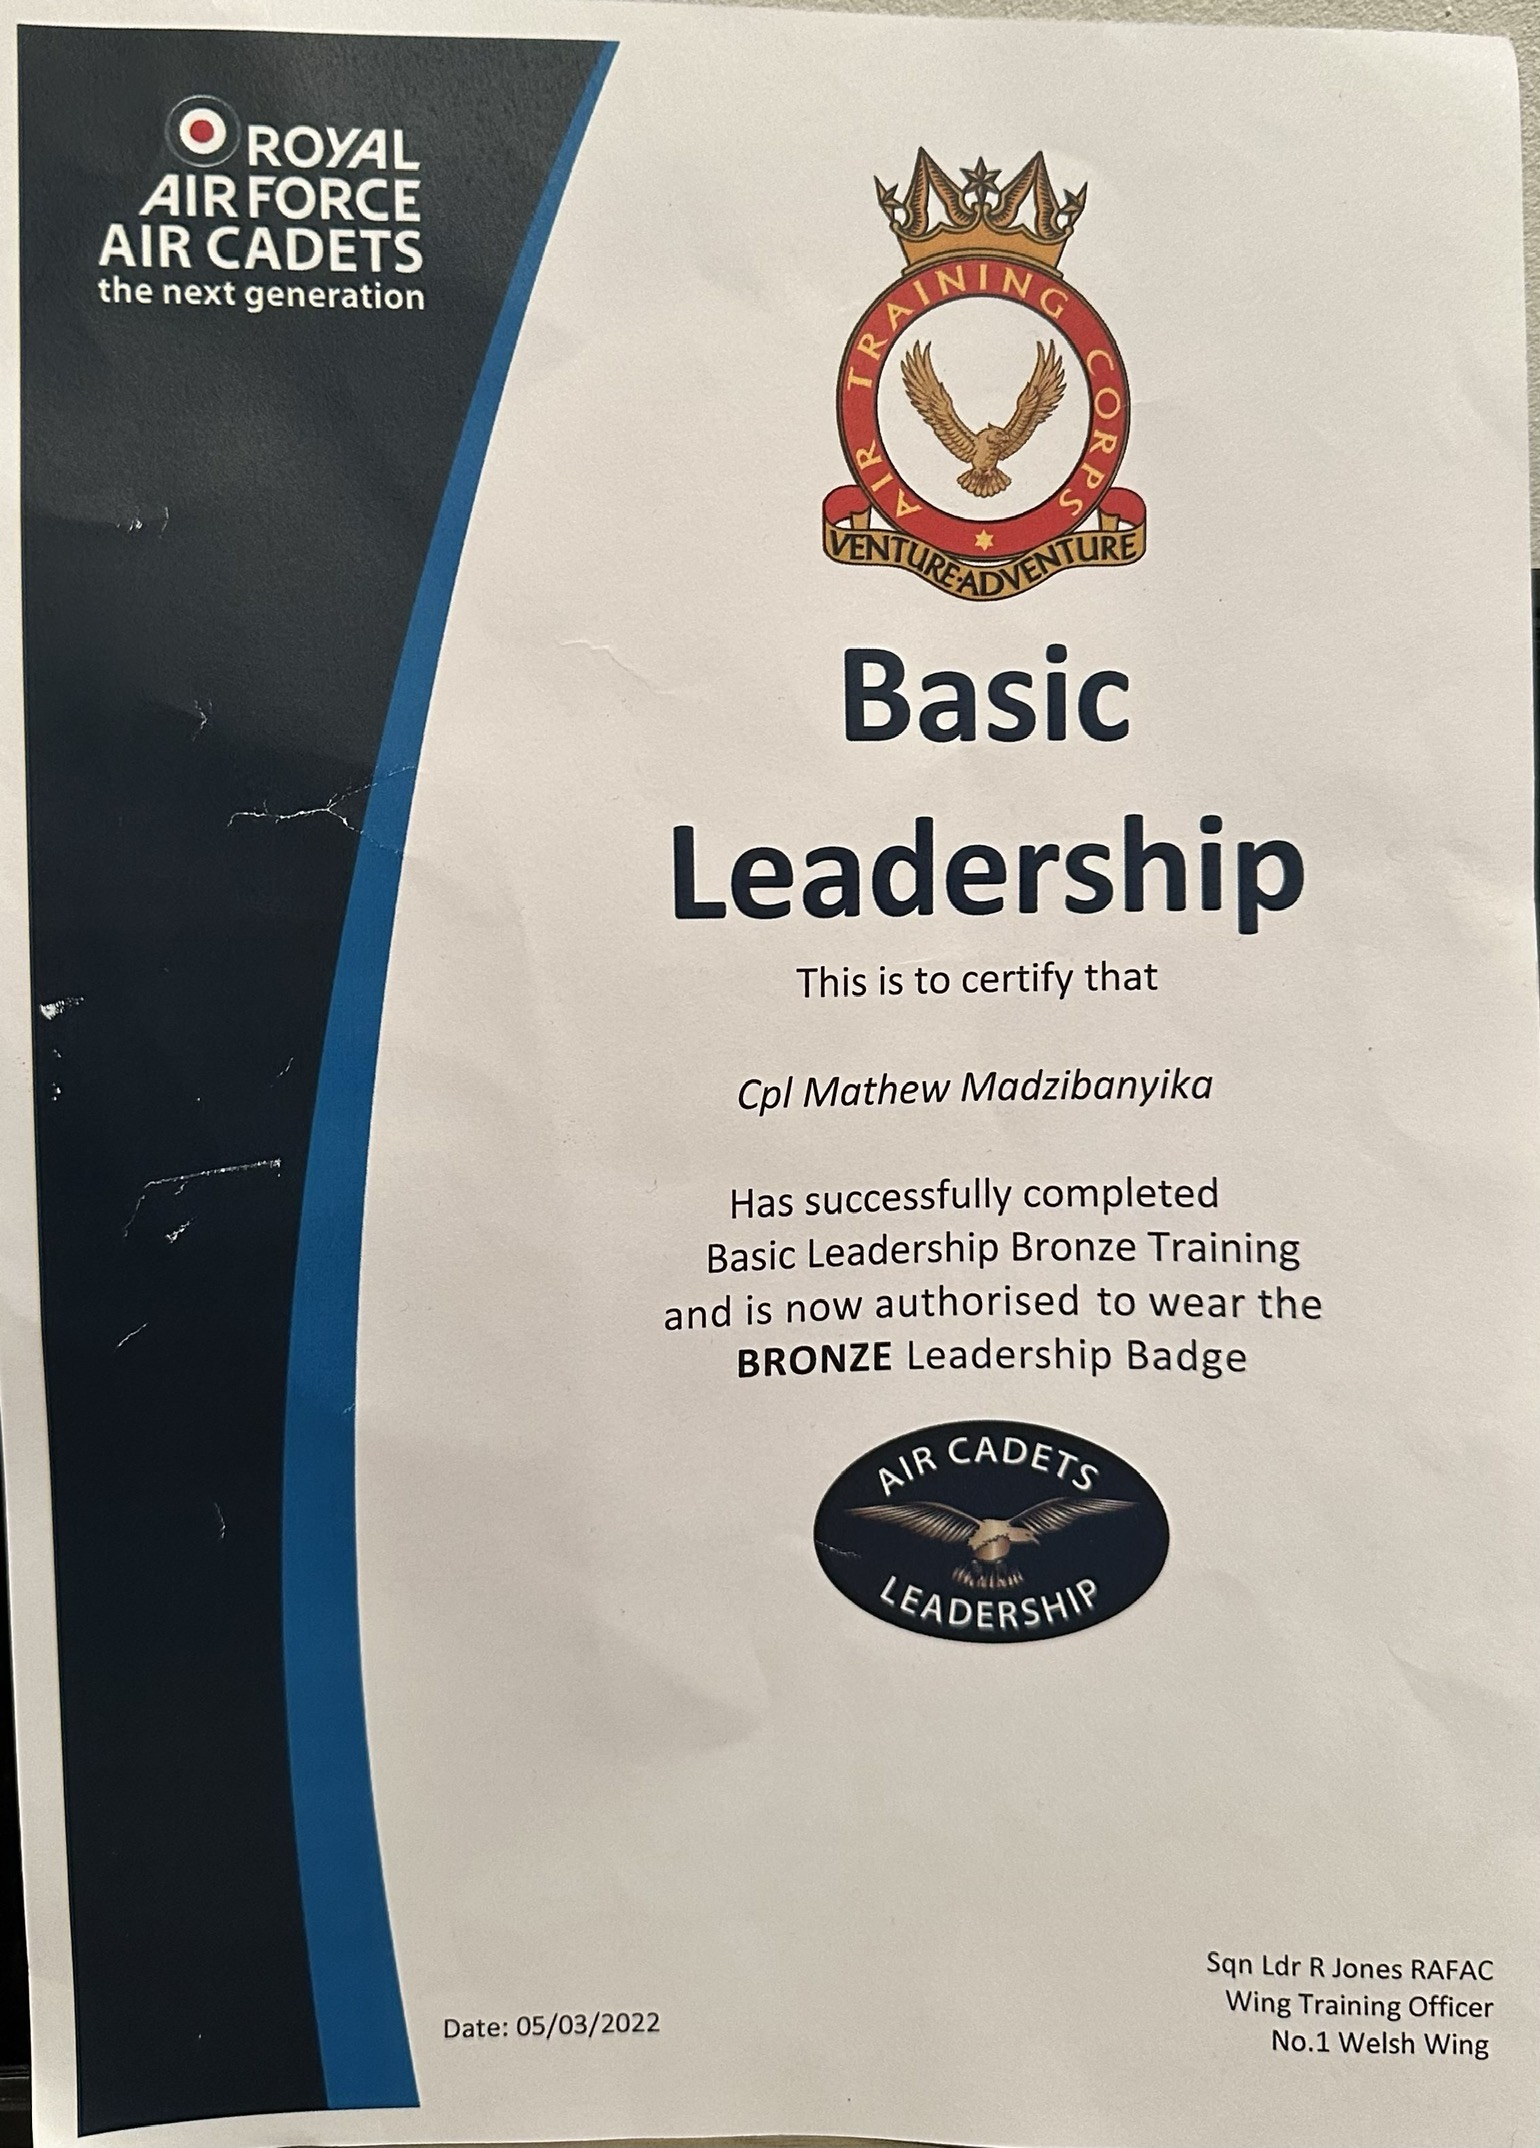 ROYAL
AIR FORCE
AIR CADETS
the next generation
AIR TRAINING CORPS
VENTURE·ADVENTURE
Basic
Leadership
This is to certify that
Cpl Mathew Madzibanyika
Has successfully completed
Basic Leadership Bronze Training
and is now authorised to wear the
BRONZE Leadership Badge
AIR CADETS
LEADERSHIP
Date: 05/03/2022
Sqn Ldr R Jones RAFAC
Wing Training Officer
No.1 Welsh Wing